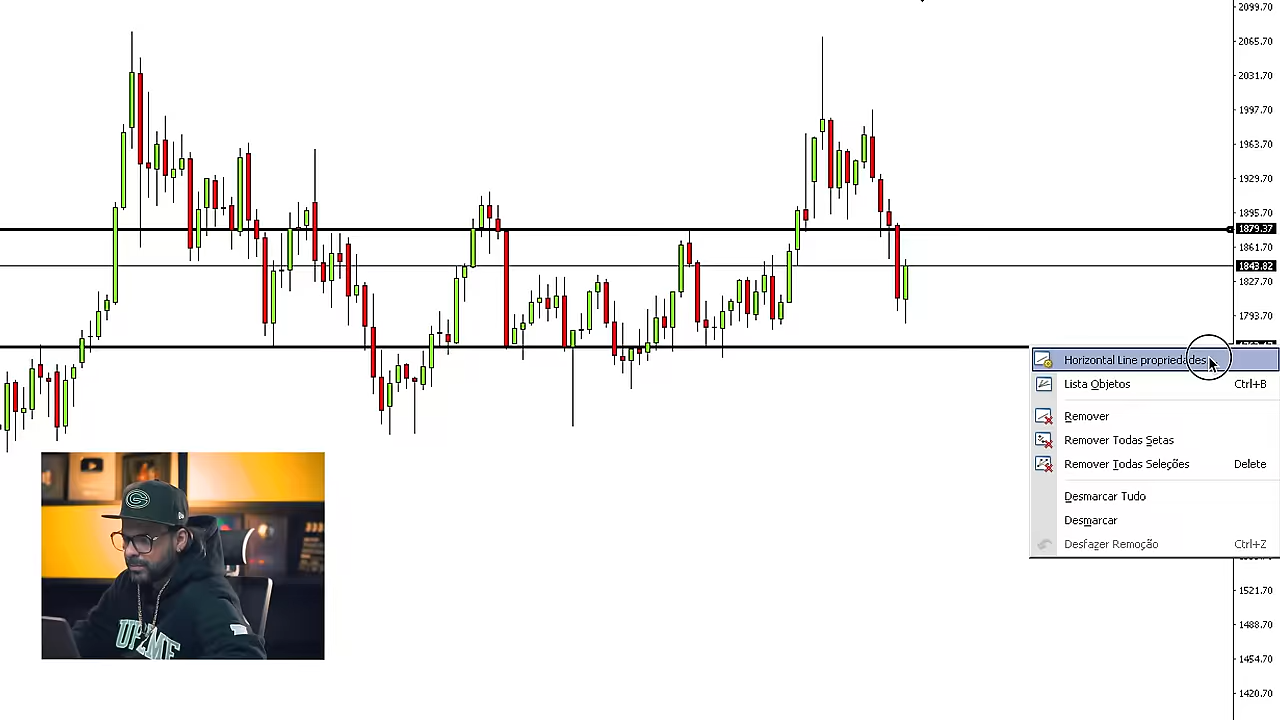 2099.70
2065.70
2031.70
1997.70
1963.70
1929.70
1895.70
1879.37
1861.70
1843.82
1827.70
1793.70
Horizontal Line propriedades
Lista Objetos Ctrl+B
Remover
Remover Todas Setas
Remover Todas Seleções Delete
Desmarcar Tudo
Desmarcar
Desfazer Remoção Ctrl+Z
G
1521.70
1488.70
1454.70
1420.70